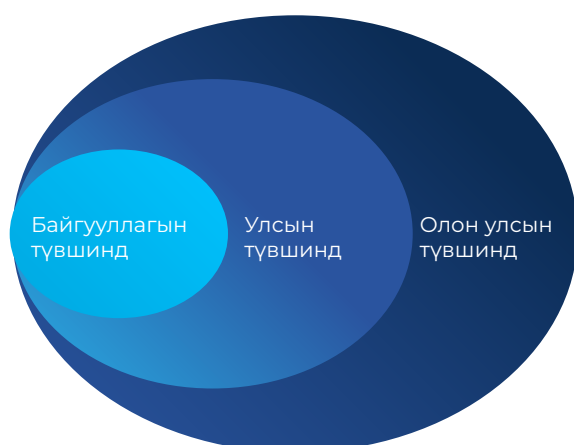 Байгууллагын
түвшинд
Улсын
түвшинд
Олон улсын
түвшинд